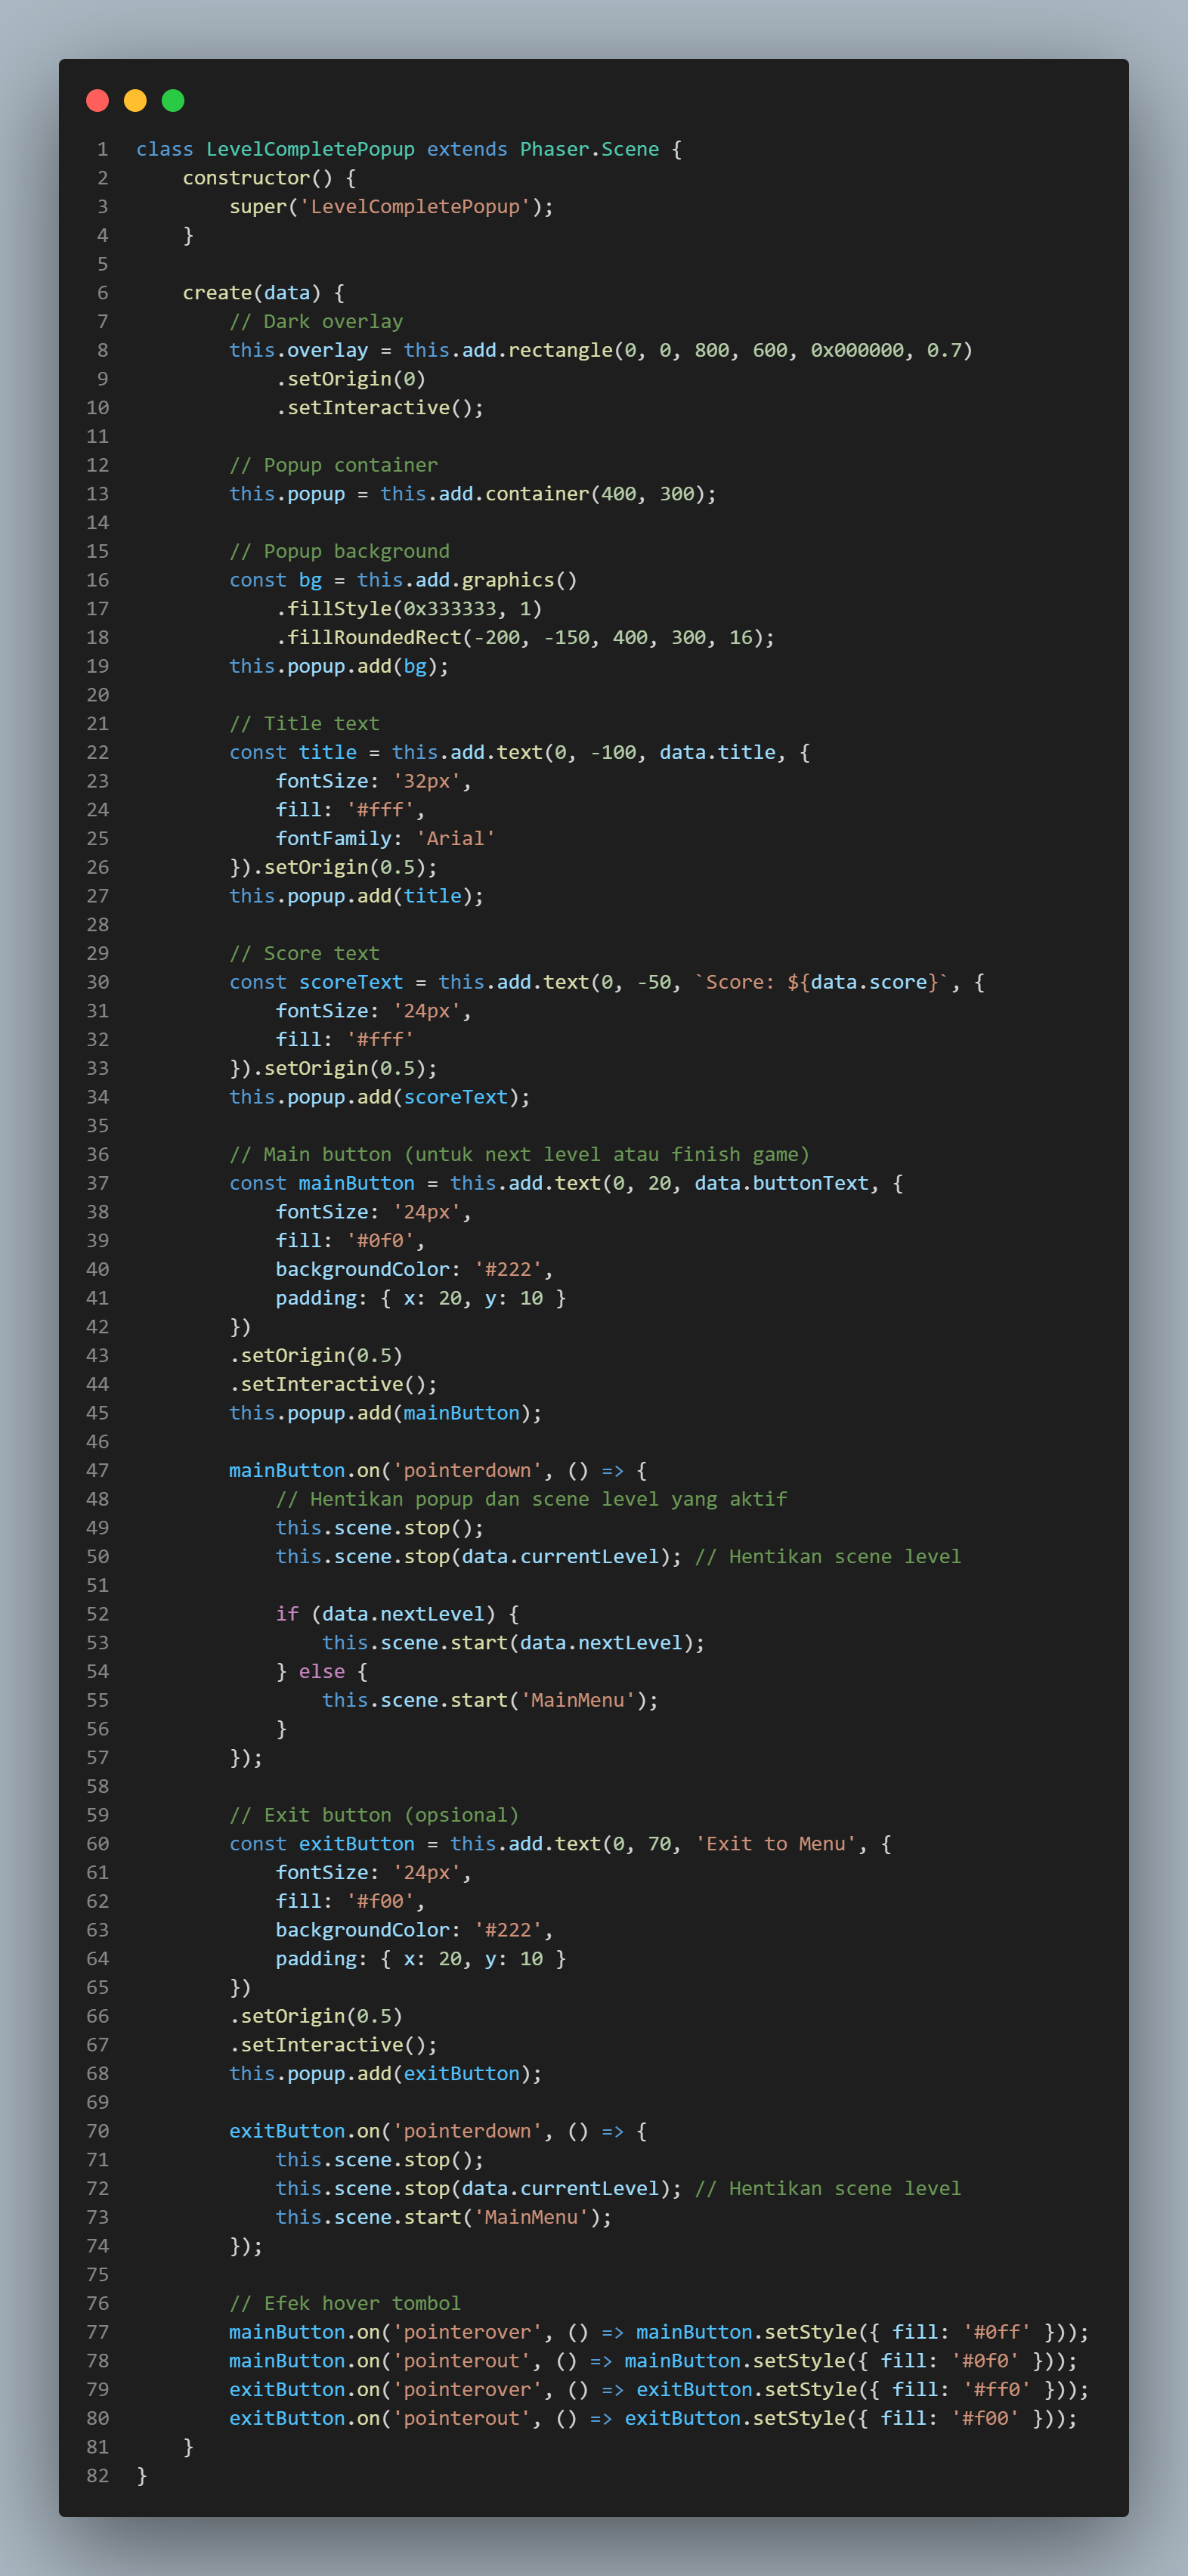 1 class LevelCompletePopup extends Phaser.Scene {
2     constructor() {
3         super('LevelCompletePopup');
4     }
5
6     create(data) {
7         // Dark overlay
8         this.overlay = this.add.rectangle(0, 0, 800, 600, 0x000000, 0.7)
9             .setOrigin(0)
10             .setInteractive();
11
12         // Popup container
13         this.popup = this.add.container(400, 300);
14
15         // Popup background
16         const bg = this.add.graphics()
17             .fillStyle(0x333333, 1)
18             .fillRoundedRect(-200, -150, 400, 300, 16);
19         this.popup.add(bg);
20
21         // Title text
22         const title = this.add.text(0, -100, data.title, {
23             fontSize: '32px',
24             fill: '#fff',
25             fontFamily: 'Arial'
26         }).setOrigin(0.5);
27         this.popup.add(title);
28
29         // Score text
30         const scoreText = this.add.text(0, -50, `Score: ${data.score}`, {
31             fontSize: '24px',
32             fill: '#fff'
33         }).setOrigin(0.5);
34         this.popup.add(scoreText);
35
36         // Main button (untuk next level atau finish game)
37         const mainButton = this.add.text(0, 20, data.buttonText, {
38             fontSize: '24px',
39             fill: '#0f0',
40             backgroundColor: '#222',
41             padding: { x: 20, y: 10 }
42         })
43         .setOrigin(0.5)
44         .setInteractive();
45         this.popup.add(mainButton);
46
47         mainButton.on('pointerdown', () => {
48             // Hentikan popup dan scene level yang aktif
49             this.scene.stop();
50             this.scene.stop(data.currentLevel); // Hentikan scene level
51
52             if (data.nextLevel) {
53                 this.scene.start(data.nextLevel);
54             } else {
55                 this.scene.start('MainMenu');
56             }
57         });
58
59         // Exit button (opsional)
60         const exitButton = this.add.text(0, 70, 'Exit to Menu', {
61             fontSize: '24px',
62             fill: '#f00',
63             backgroundColor: '#222',
64             padding: { x: 20, y: 10 }
65         })
66         .setOrigin(0.5)
67         .setInteractive();
68         this.popup.add(exitButton);
69
70         exitButton.on('pointerdown', () => {
71             this.scene.stop();
72             this.scene.stop(data.currentLevel); // Hentikan scene level
73             this.scene.start('MainMenu');
74         });
75
76         // Efek hover tombol
77         mainButton.on('pointerover', () => mainButton.setStyle({ fill: '#0ff' }));
78         mainButton.on('pointerout', () => mainButton.setStyle({ fill: '#0f0' }));
79         exitButton.on('pointerover', () => exitButton.setStyle({ fill: '#ff0' }));
80         exitButton.on('pointerout', () => exitButton.setStyle({ fill: '#f00' }));
81     }
82 }